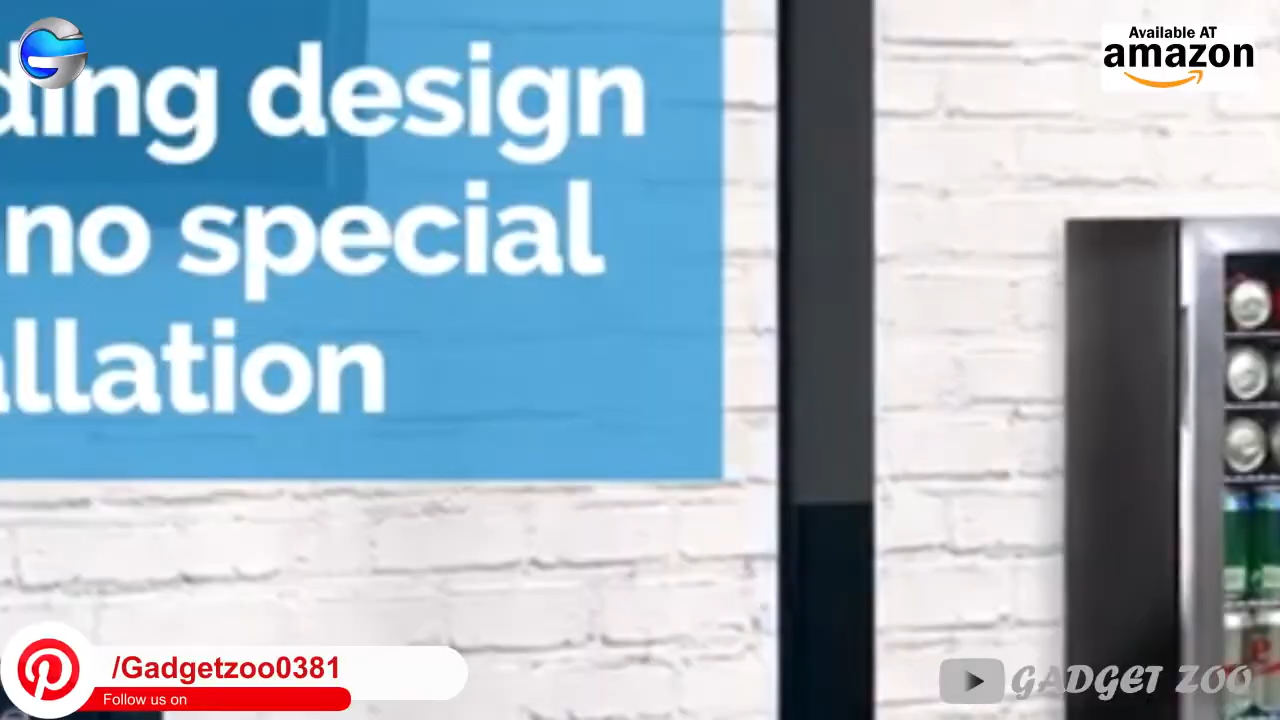 Available AT
amazon
ding design
no special
allation
/Gadgetzoo0381
Follow us on
GADGET ZOO